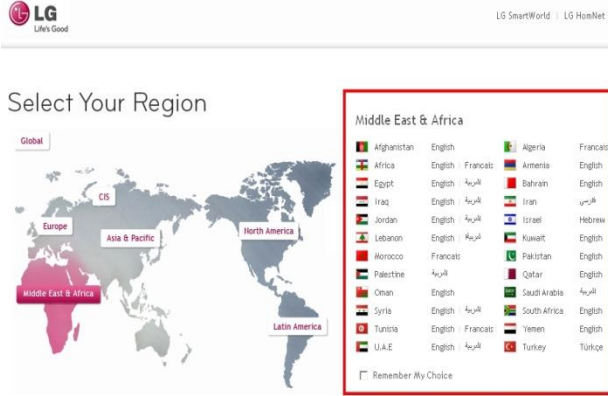 LG
Life's Good
LG SmartWorld | LG HomNet
Select Your Region
Global
CIS
Europe
Asia & Pacific
North America
Middle East & Africa
Latin America
Middle East & Africa
Afghanistan English Algeria Francais
Africa English | Francais Armenia English
Egypt English | العربية Bahrain English
Iraq English | العربية Iran فارسی
Jordan English | العربية Israel Hebrew
Lebanon English | العربية Kuwait English
Morocco Francais Pakistan English
Palestine العربية Qatar English
Oman English Saudi Arabia العربية
Syria English | العربية South Africa English
Tunisia English | Francais Yemen English
U.A.E English | العربية Turkey Türkçe
Remember My Choice